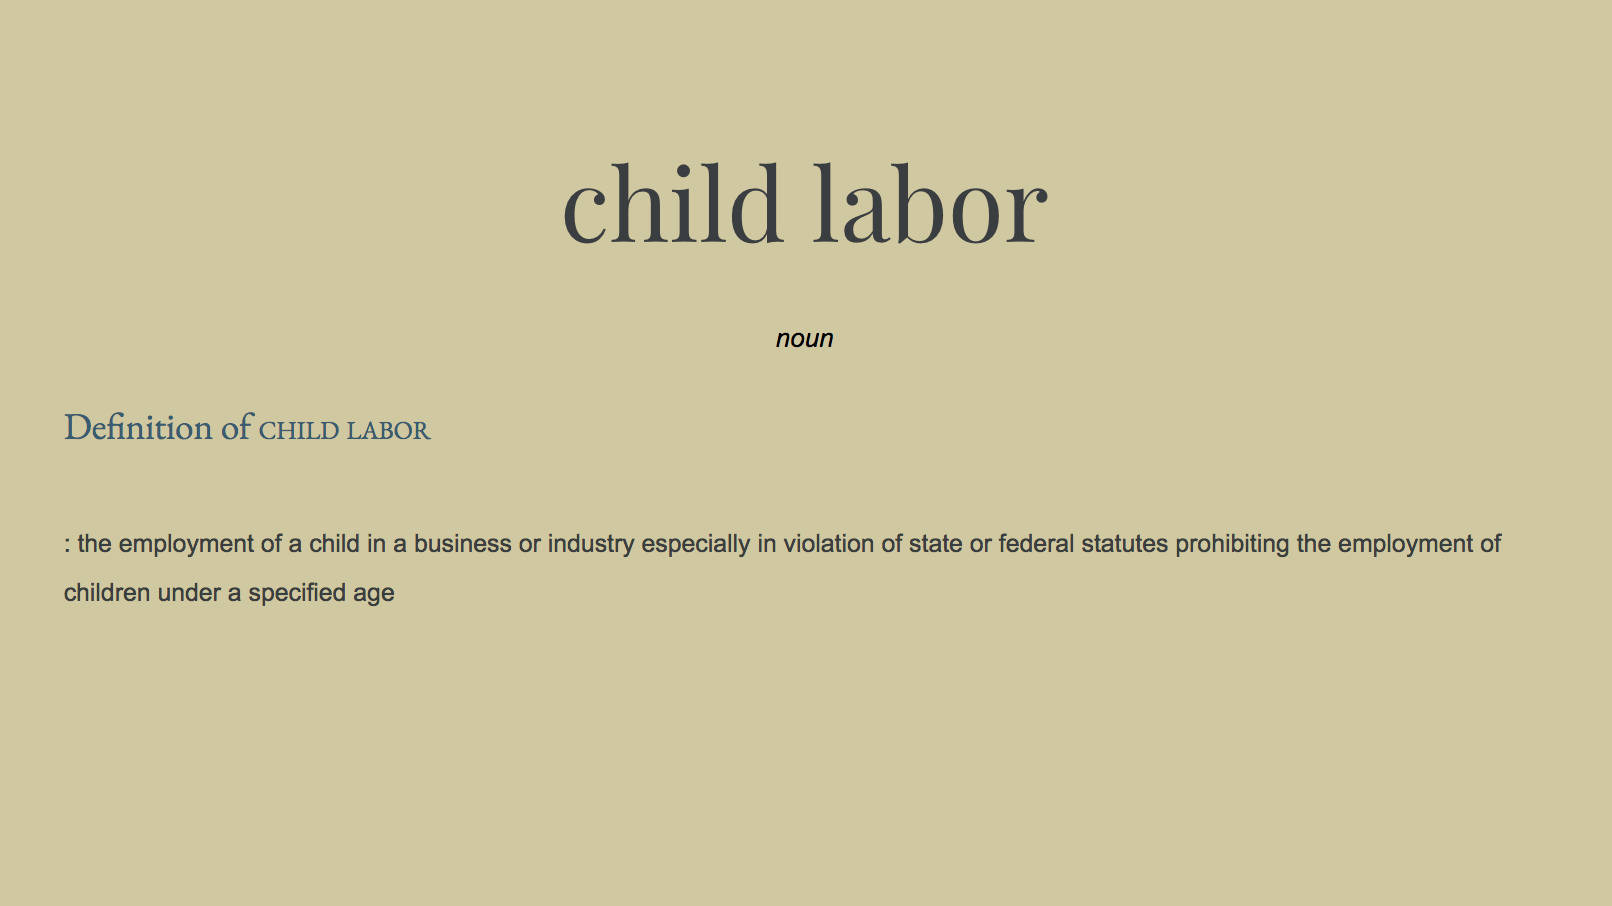 child labor
noun
Definition of CHILD LABOR
: the employment of a child in a business or industry especially in violation of state or federal statutes prohibiting the employment of
children under a specified age